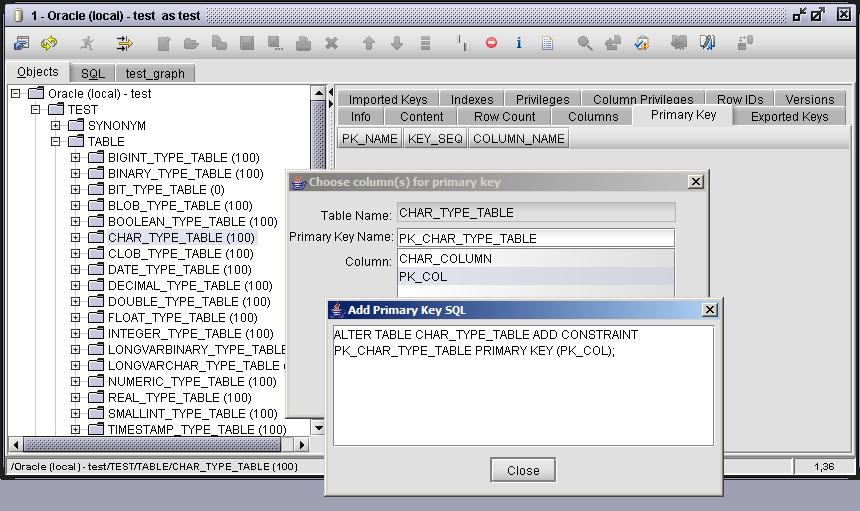 1 - Oracle (local) - test as test
Objects
SQL
test_graph
Oracle (local) - test
TEST
SYNONYM
TABLE
BIGINT_TYPE_TABLE (100)
BINARY_TYPE_TABLE (100)
BIT_TYPE_TABLE (0)
BLOB_TYPE_TABLE (100)
BOOLEAN_TYPE_TABLE (100)
CHAR_TYPE_TABLE (100)
CLOB_TYPE_TABLE (100)
DATE_TYPE_TABLE (100)
DECIMAL_TYPE_TABLE (100)
DOUBLE_TYPE_TABLE (100)
FLOAT_TYPE_TABLE (100)
INTEGER_TYPE_TABLE (100)
LONGVARBINARY_TYPE_TABLE
LONGVARCHAR_TYPE_TABLE (
NUMERIC_TYPE_TABLE (100)
REAL_TYPE_TABLE (100)
SMALLINT_TYPE_TABLE (100)
TIMESTAMP_TYPE_TABLE (100)
Imported Keys Indexes Privileges Column Privileges Row IDs Versions
Info Content Row Count Columns Primary Key Exported Keys
PK_NAME KEY_SEQ COLUMN_NAME
Choose column(s) for primary key
Table Name: CHAR_TYPE_TABLE
Primary Key Name: PK_CHAR_TYPE_TABLE
Column: CHAR_COLUMN
PK_COL
Add Primary Key SQL
ALTER TABLE CHAR_TYPE_TABLE ADD CONSTRAINT
PK_CHAR_TYPE_TABLE PRIMARY KEY (PK_COL);
Close
/Oracle (local) - test/TEST/TABLE/CHAR_TYPE_TABLE (100)
1,36